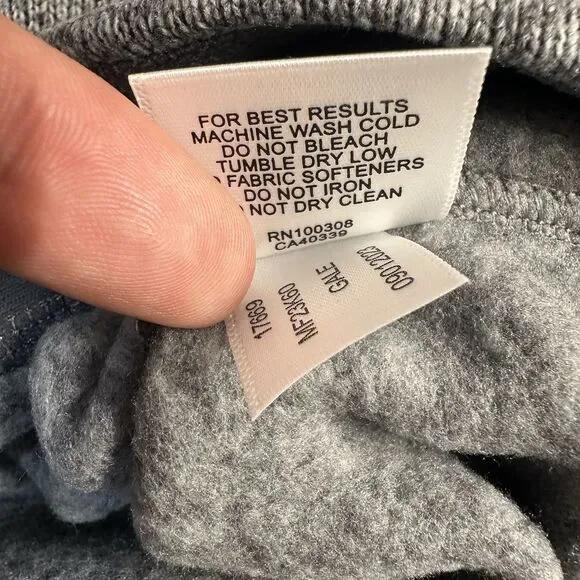 FOR BEST RESULTS
MACHINE WASH COLD
DO NOT BLEACH
TUMBLE DRY LOW
FABRIC SOFTENERS
DO NOT IRON
NOT DRY CLEAN
RN100308
CA40339
17669
MF23K60
GALE
09012023